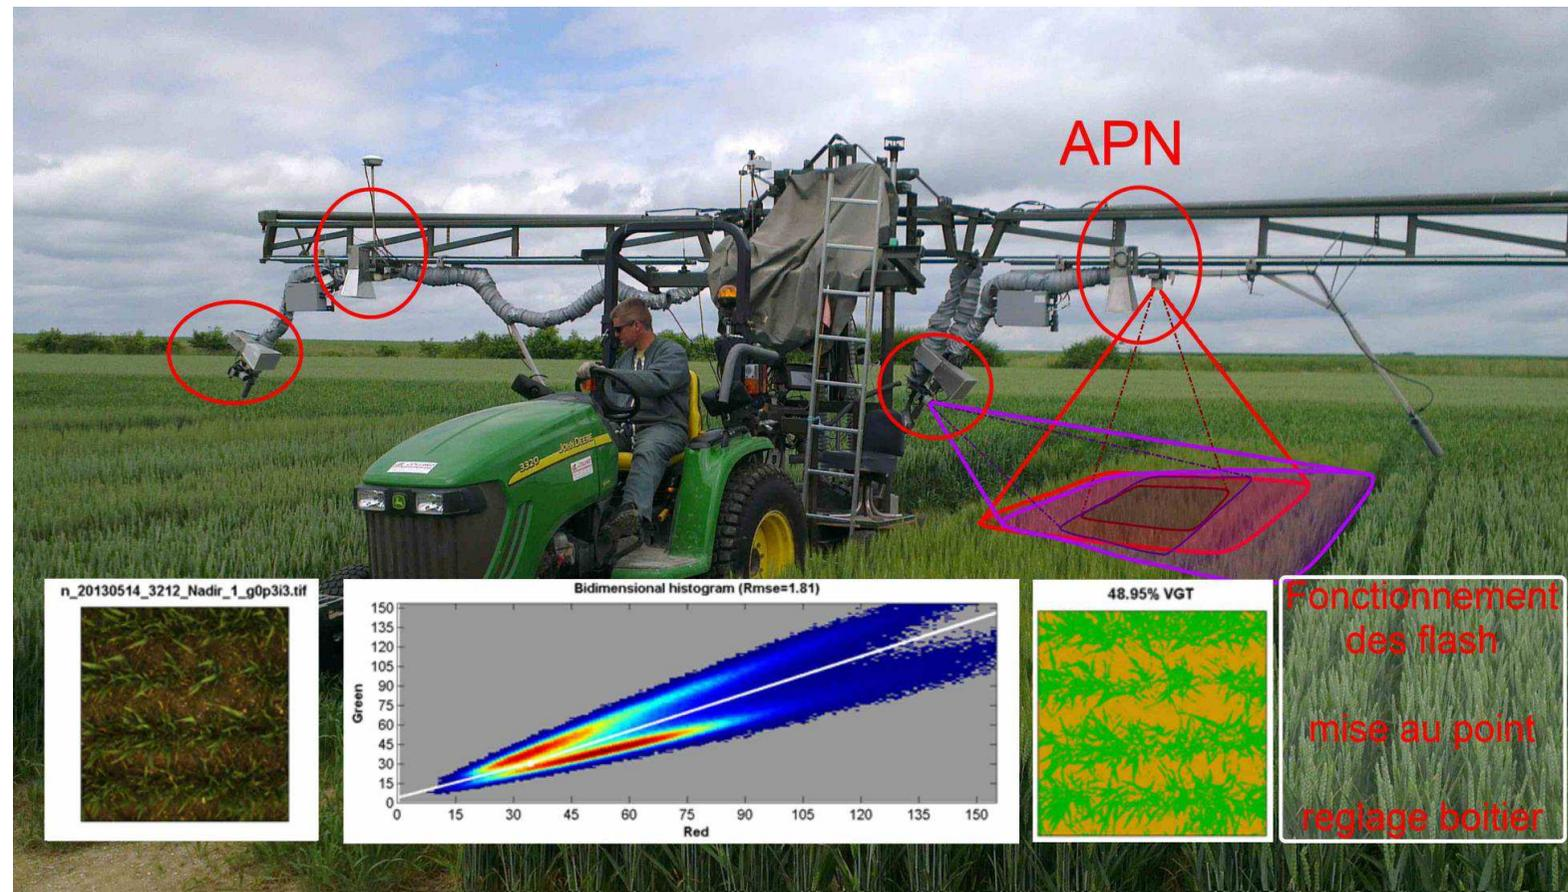 APN
JOHN DEERE
3320
n_20130514_3212_Nadir_1_g0p3i3.tif
Bidimensional histogram (Rmse=1.81)
150
135
120
105
90
75
60
45
30
15
0
Green
0 15 30 45 60 75 90 105 120 135 150
Red
48.95% VGT
Fonctionnement
des flash
mise au point
reglage boitier